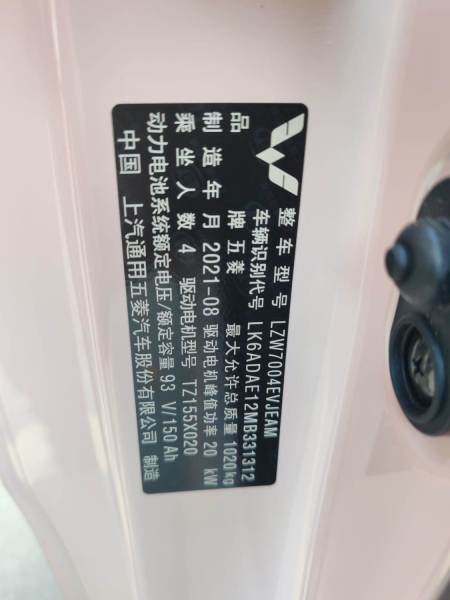 整车型号 LZW7004EVJEAM
车辆识别代号 LK6ADAE12MB331312
品牌 五菱 最大允许总质量 1020kg
制造年月 2021-08 驱动电机峰值功率 20 kW
乘坐人数 4 驱动电机型号 TZ155X020
动力电池系统额定电压/额定容量 93 V/150 Ah
中国 上汽通用五菱汽车股份有限公司 制造